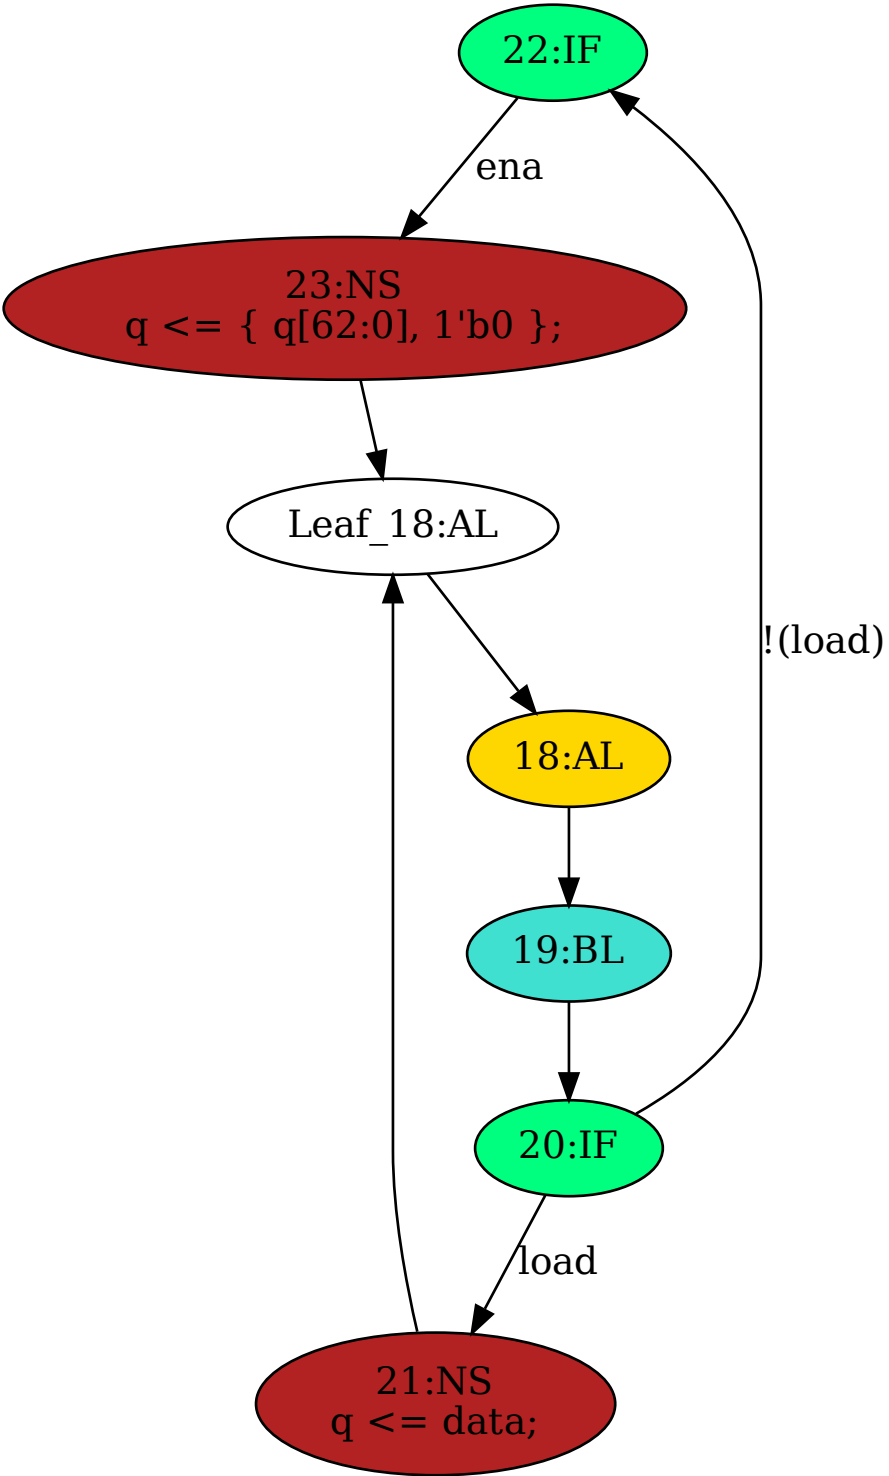 22:IF
ena
23:NS
q <= { q[62:0], 1'b0 };
Leaf_18:AL
!(load)
18:AL
19:BL
20:IF
load
21:NS
q <= data;